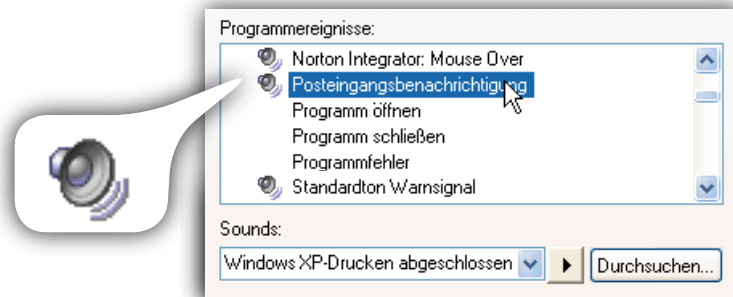 Programmereignisse:
Norton Integrator: Mouse Over
Posteingangsbenachrichtigung
Programm öffnen
Programm schließen
Programmfehler
Standardton Warnsignal
Sounds:
Windows XP-Drucken abgeschlossen
Durchsuchen...